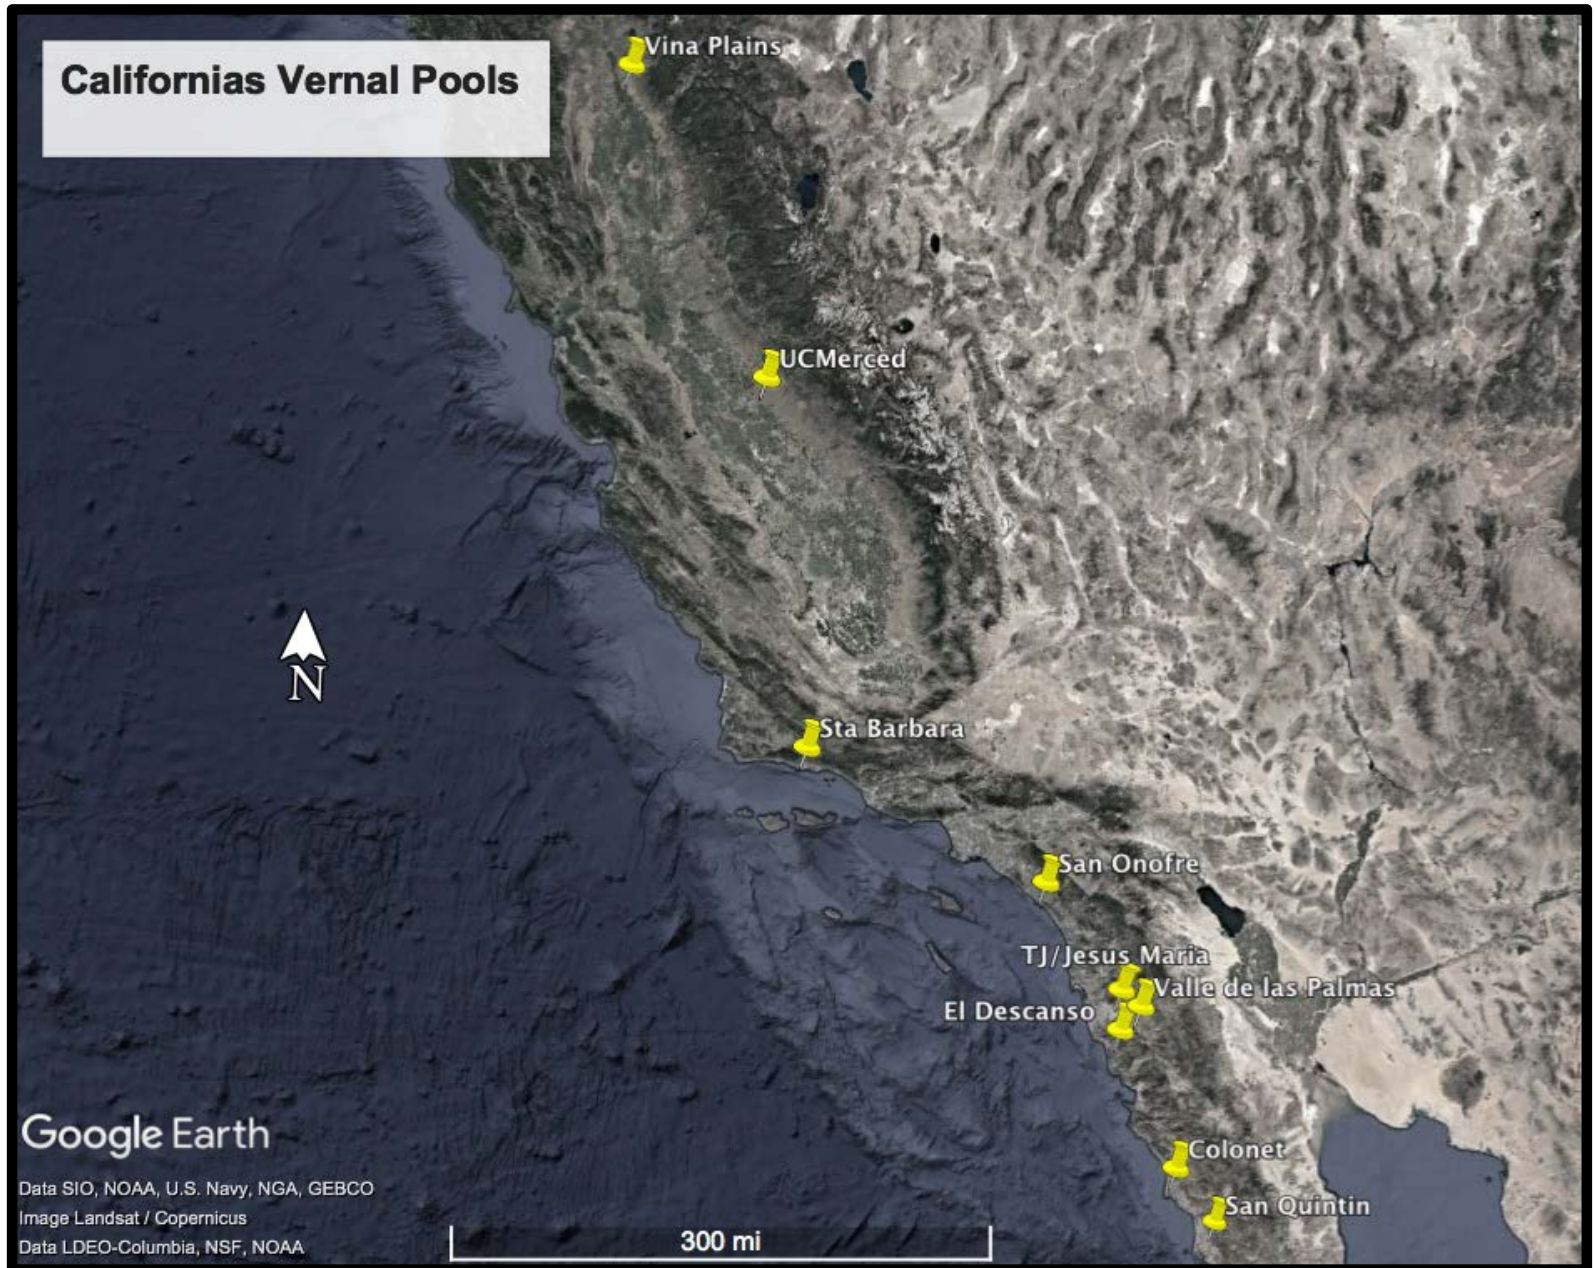 Californias Vernal Pools
Vina Plains
UCMerced
N
Sta Barbara
San Onofre
TJ/Jesus Maria
Valle de las Palmas
El Descanso
Colonet
San Quintin
Google Earth
Data SIO, NOAA, U.S. Navy, NGA, GEBCO
Image Landsat / Copernicus
Data LDEO-Columbia, NSF, NOAA
300 mi